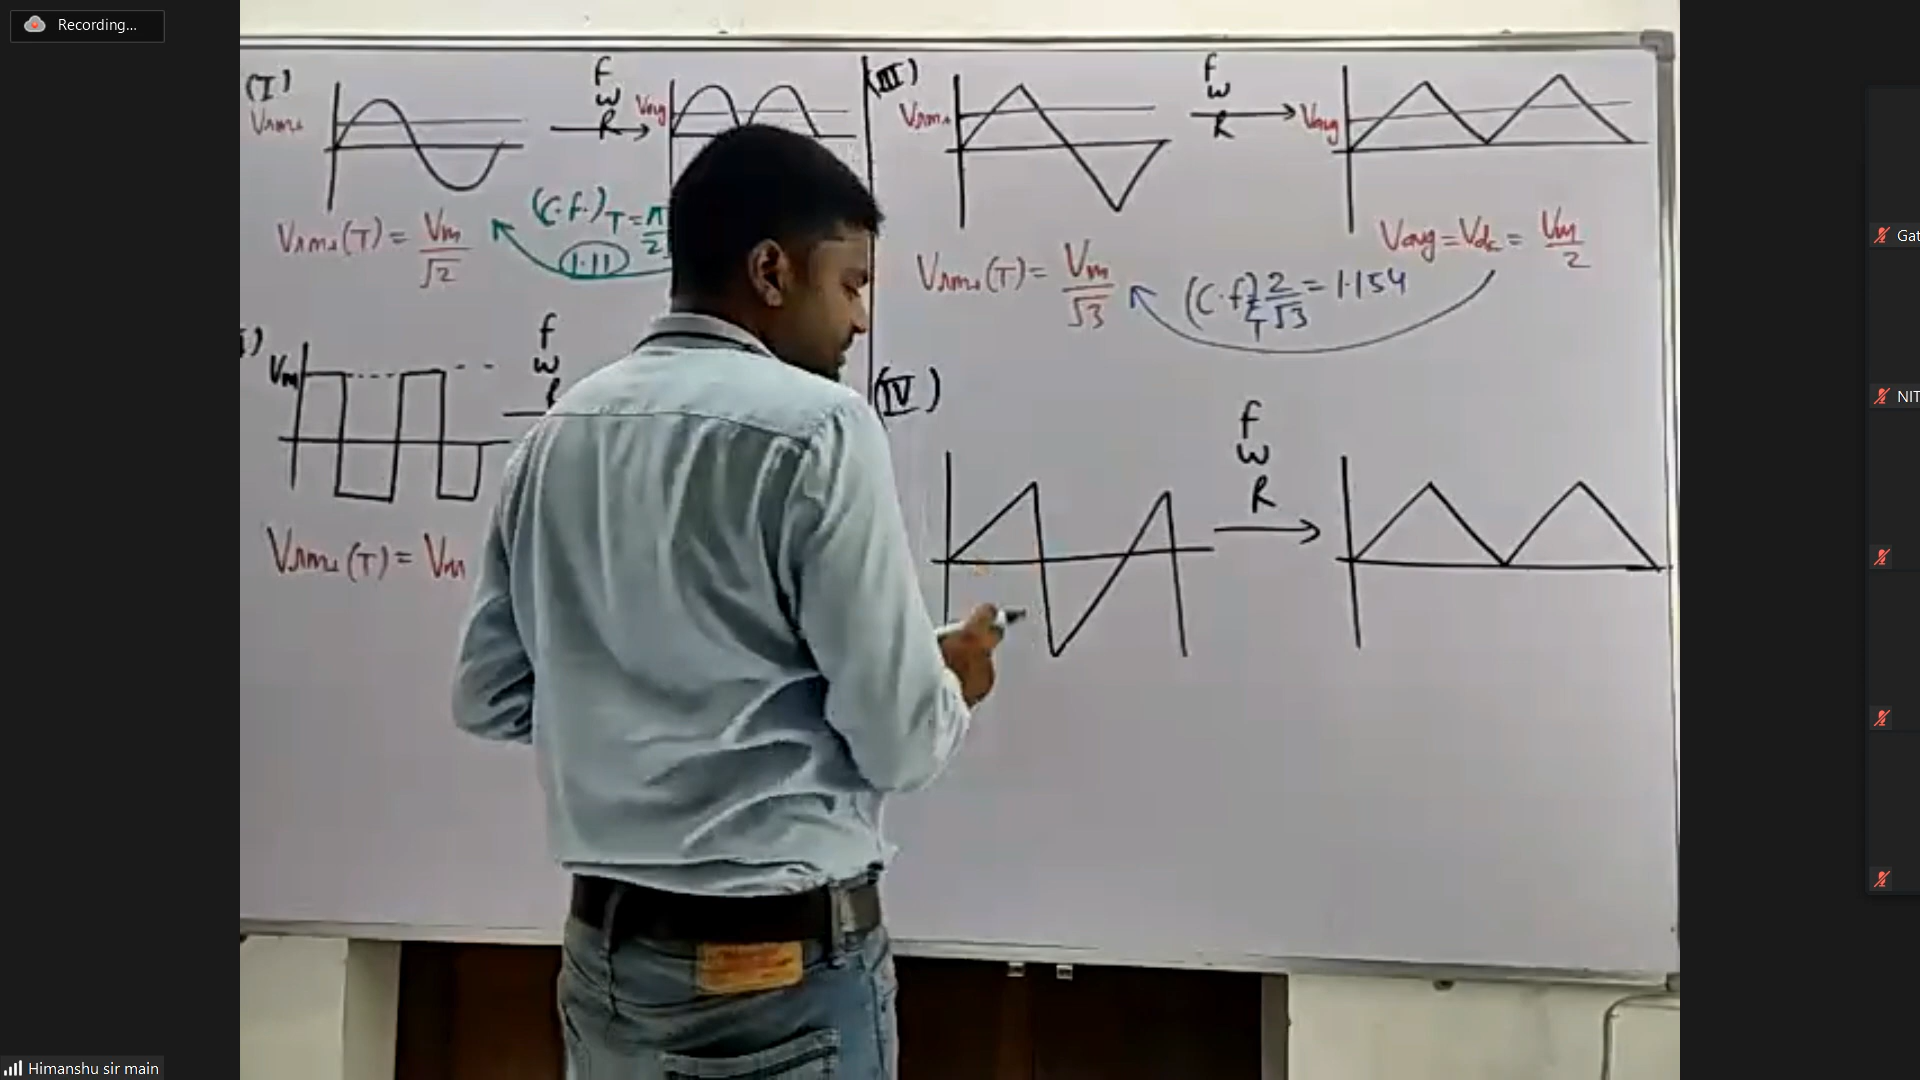 Recording...
(I)
Vrms
F
W
R
Vavg
Vrms(T) = Vm/√2
(C.F.)T = π/2
1.11
Vm
F
W
Vrms(T) = Vm
(III)
Vrms
F
W
R
Vavg
Vavg = Vdc = Vm/2
Vrms(T) = Vm/√3
(C.f)T = 2/√3 = 1.154
(IV)
F
W
R
Gat
NIT
Himanshu sir main